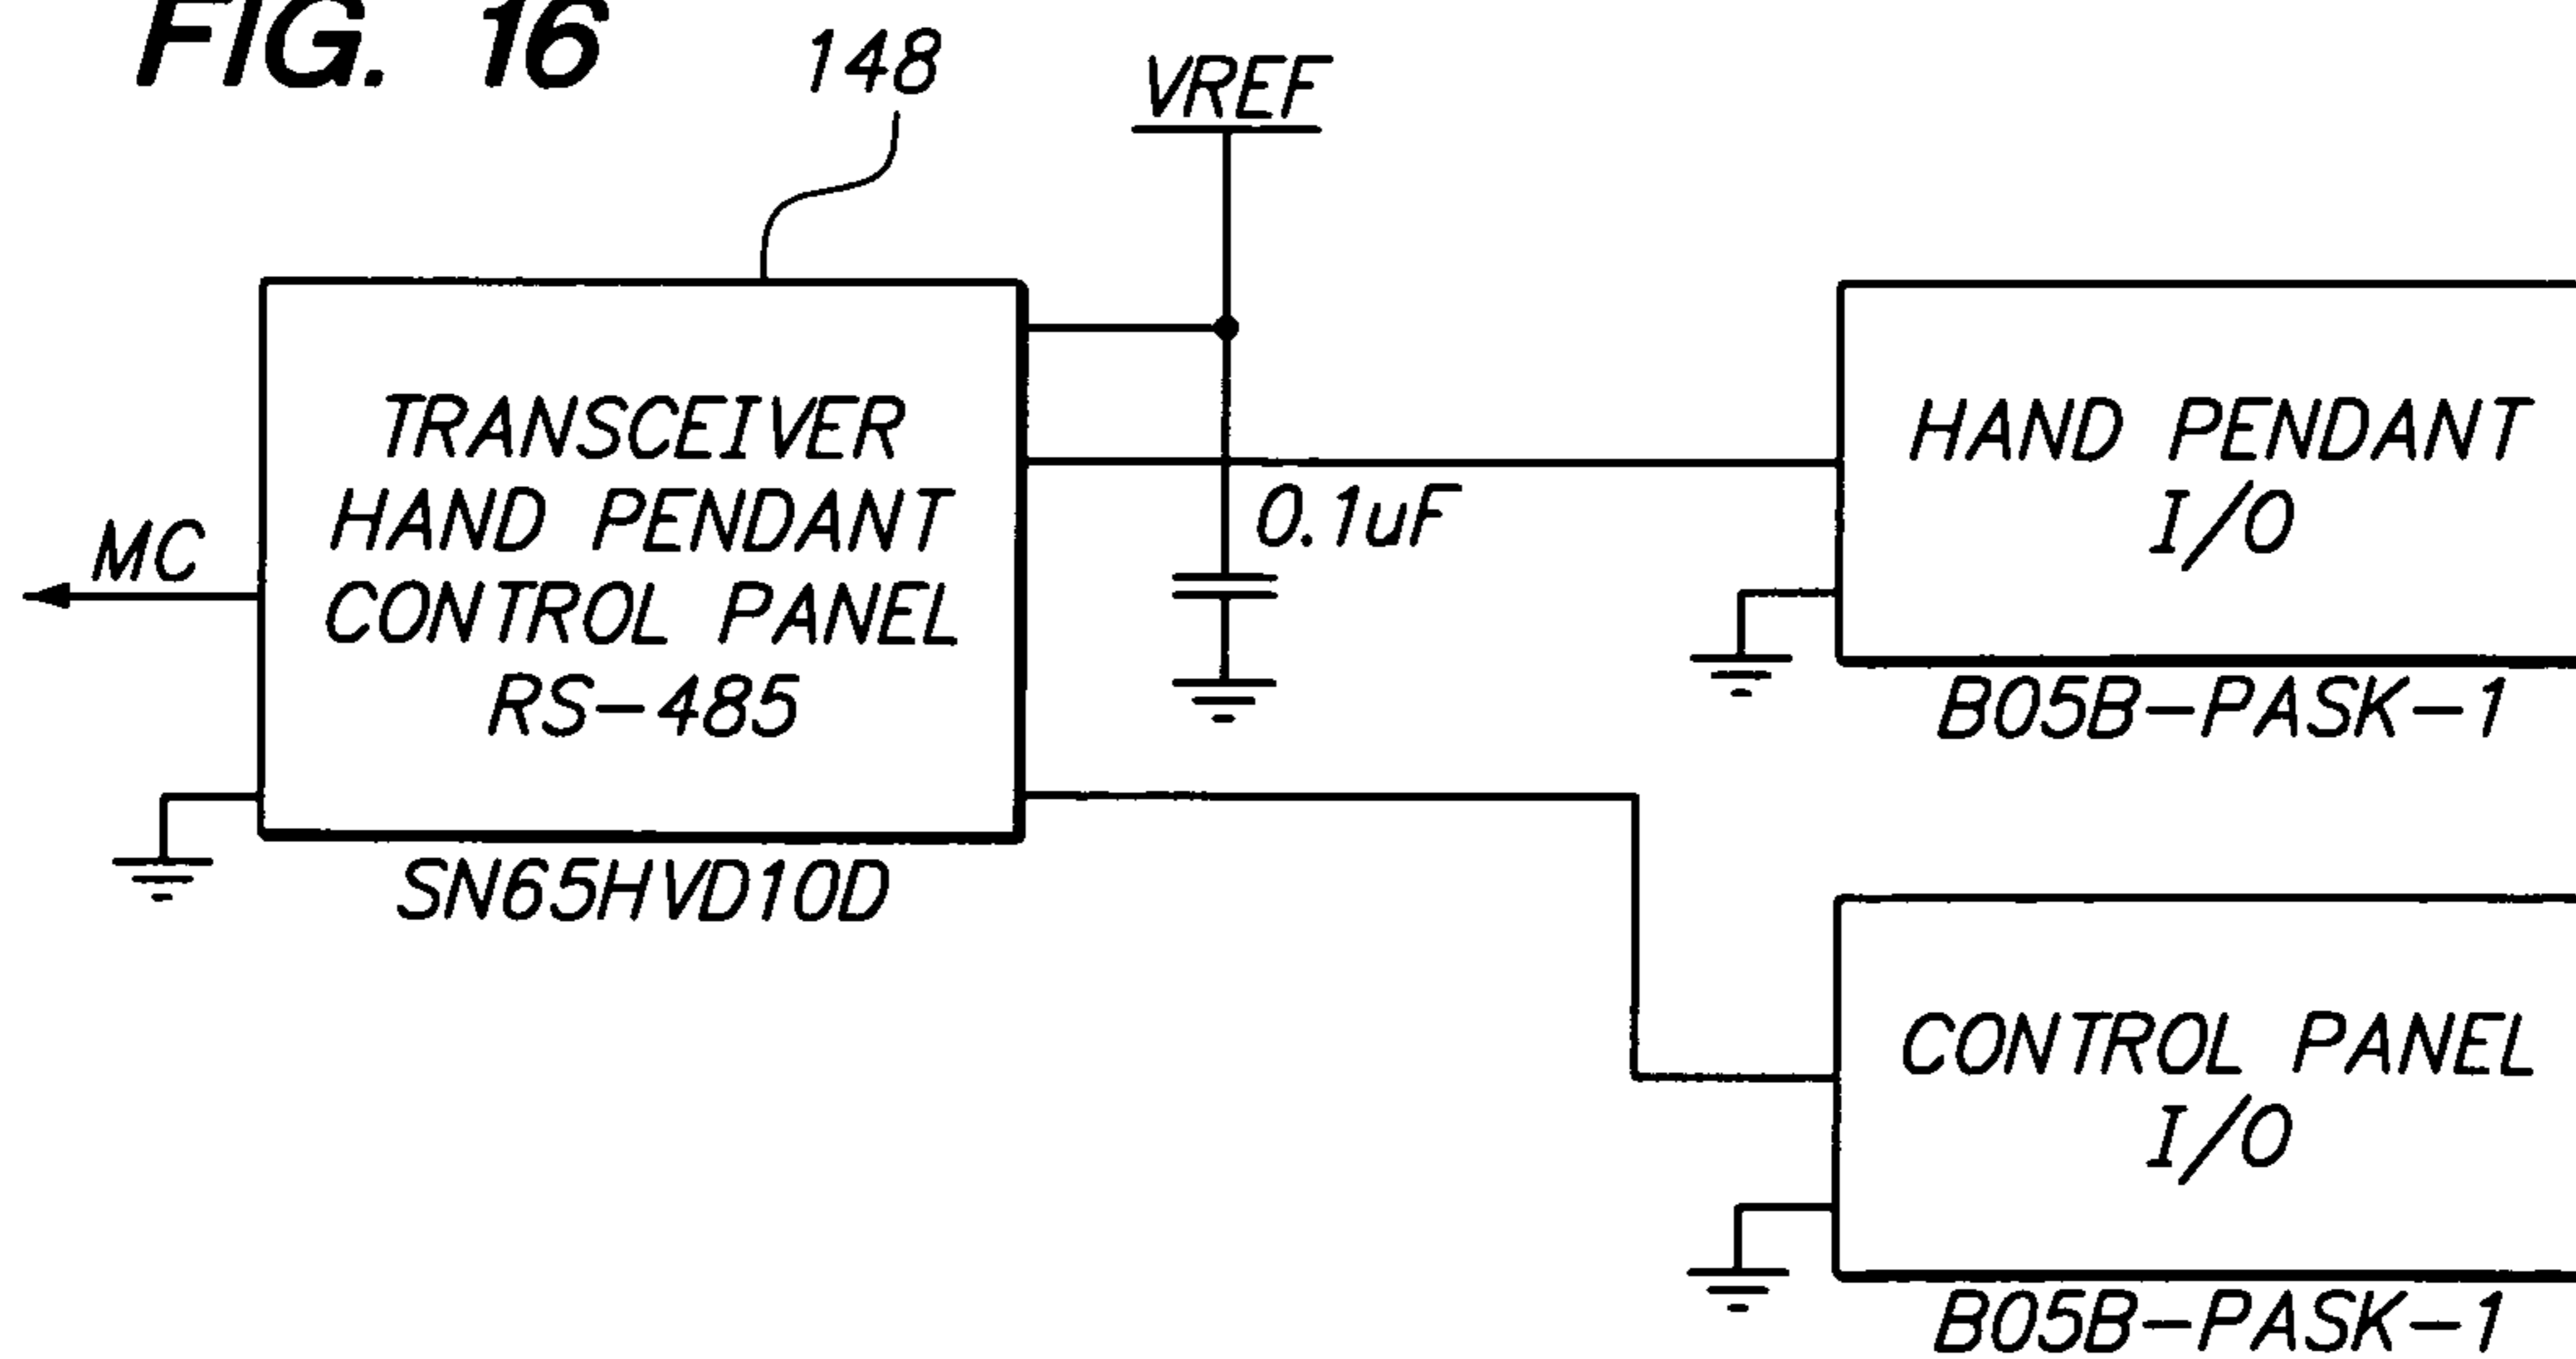 FIG. 16
148
VREF
TRANSCEIVER
HAND PENDANT
CONTROL PANEL
RS-485
MC
SN65HVD10D
0.1uF
HAND PENDANT
I/O
B05B-PASK-1
CONTROL PANEL
I/O
B05B-PASK-1